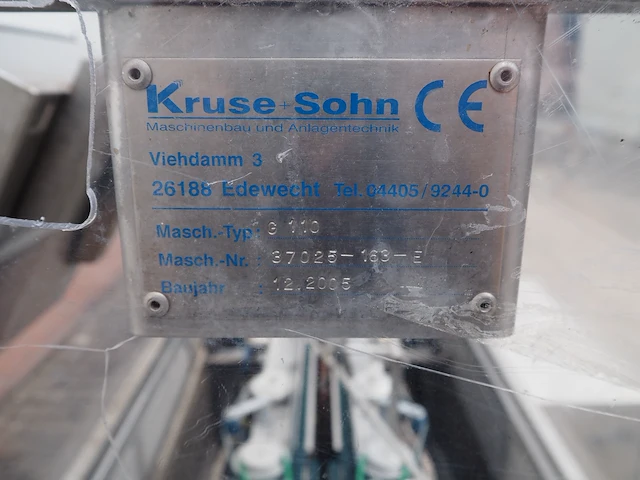 Kruse+Sohn CE
Maschinenbau und Anlagentechnik
Viehdamm 3
26188 Edewecht Tel. 04405/9244-0
Masch.-Typ: G 110
Masch.-Nr. : 37025-163-E
Baujahr : 12.2005